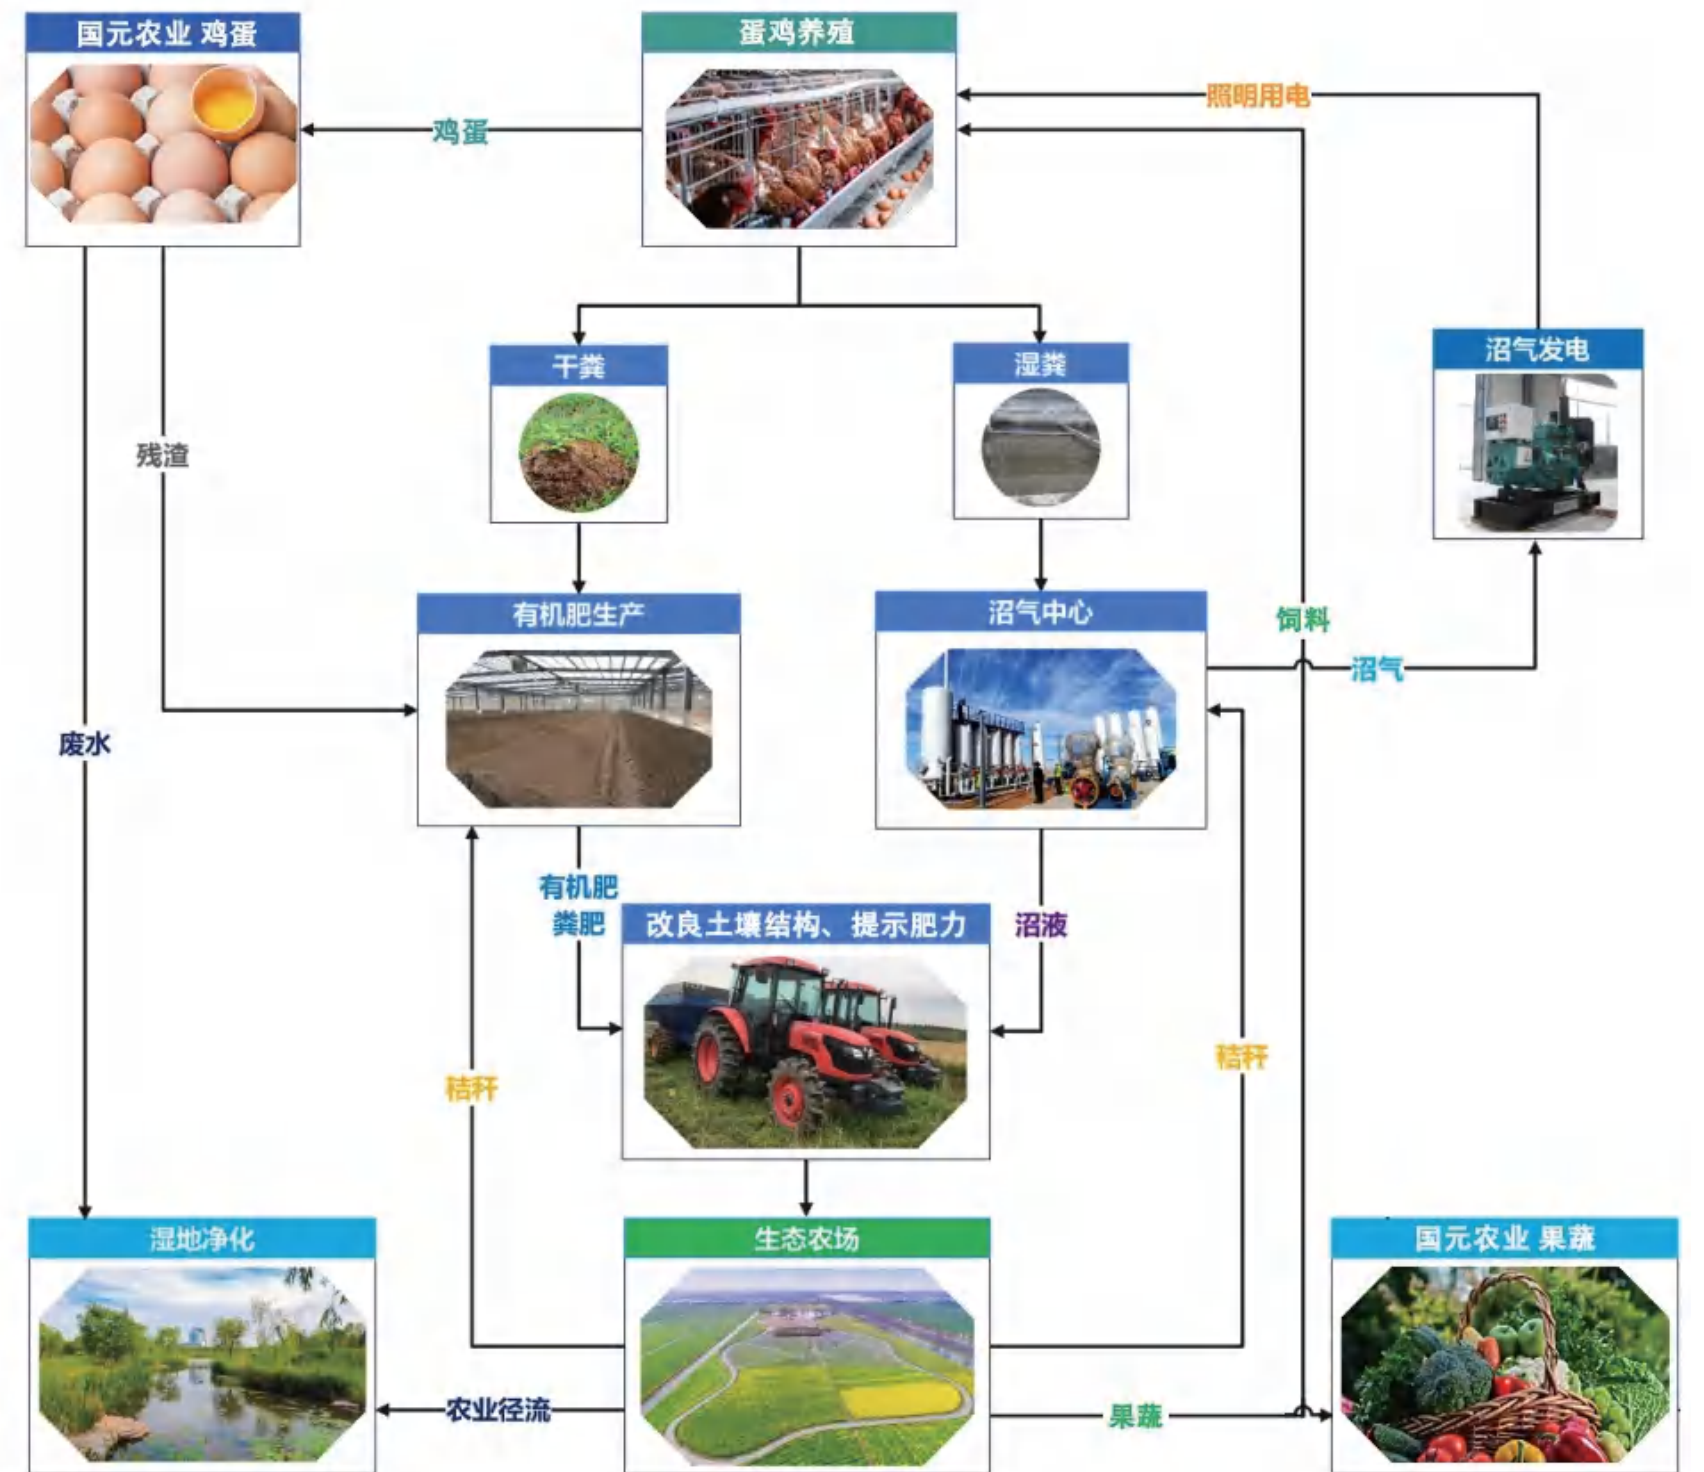 国元农业 鸡蛋
蛋鸡养殖
照明用电
鸡蛋
沼气发电
干粪
湿粪
残渣
有机肥生产
沼气中心
饲料
沼气
废水
有机肥
粪肥
改良土壤结构、提示肥力
沼液
秸秆
秸秆
湿地净化
生态农场
国元农业 果蔬
农业径流
果蔬